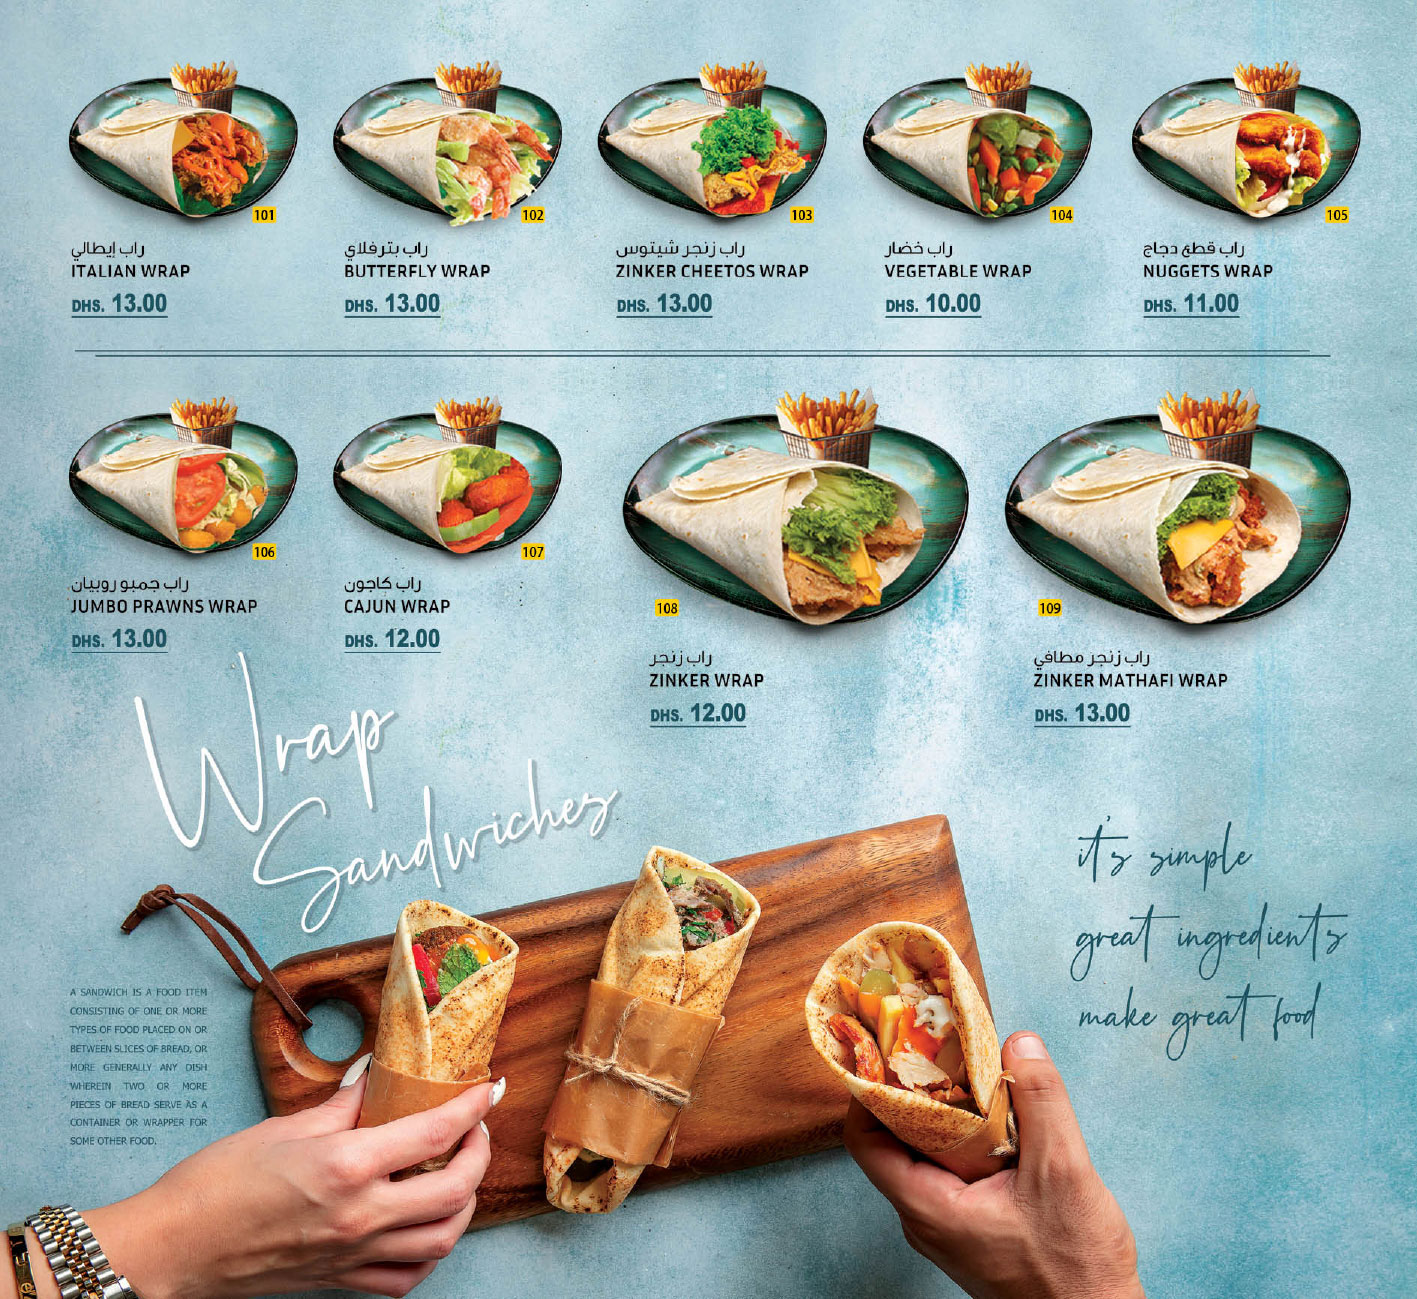 101
راب إيطالي
ITALIAN WRAP
DHS. 13.00
102
راب بترفلاي
BUTTERFLY WRAP
DHS. 13.00
103
راب زنجر شيتوس
ZINKER CHEETOS WRAP
DHS. 13.00
104
راب خضار
VEGETABLE WRAP
DHS. 10.00
105
راب قطع دجاج
NUGGETS WRAP
DHS. 11.00
106
راب جمبو روبيان
JUMBO PRAWNS WRAP
DHS. 13.00
107
راب كاجون
CAJUN WRAP
DHS. 12.00
108
راب زنجر
ZINKER WRAP
DHS. 12.00
109
راب زنجر مطافي
ZINKER MATHAFI WRAP
DHS. 13.00
Wrap
Sandwiches
A SANDWICH IS A FOOD ITEM
CONSISTING OF ONE OR MORE
TYPES OF FOOD PLACED ON OR
BETWEEN SLICES OF BREAD, OR
MORE GENERALLY ANY DISH
WHEREIN TWO OR MORE
PIECES OF BREAD SERVE AS A
CONTAINER OR WRAPPER FOR
SOME OTHER FOOD.
it's simple
great ingredients
make great food